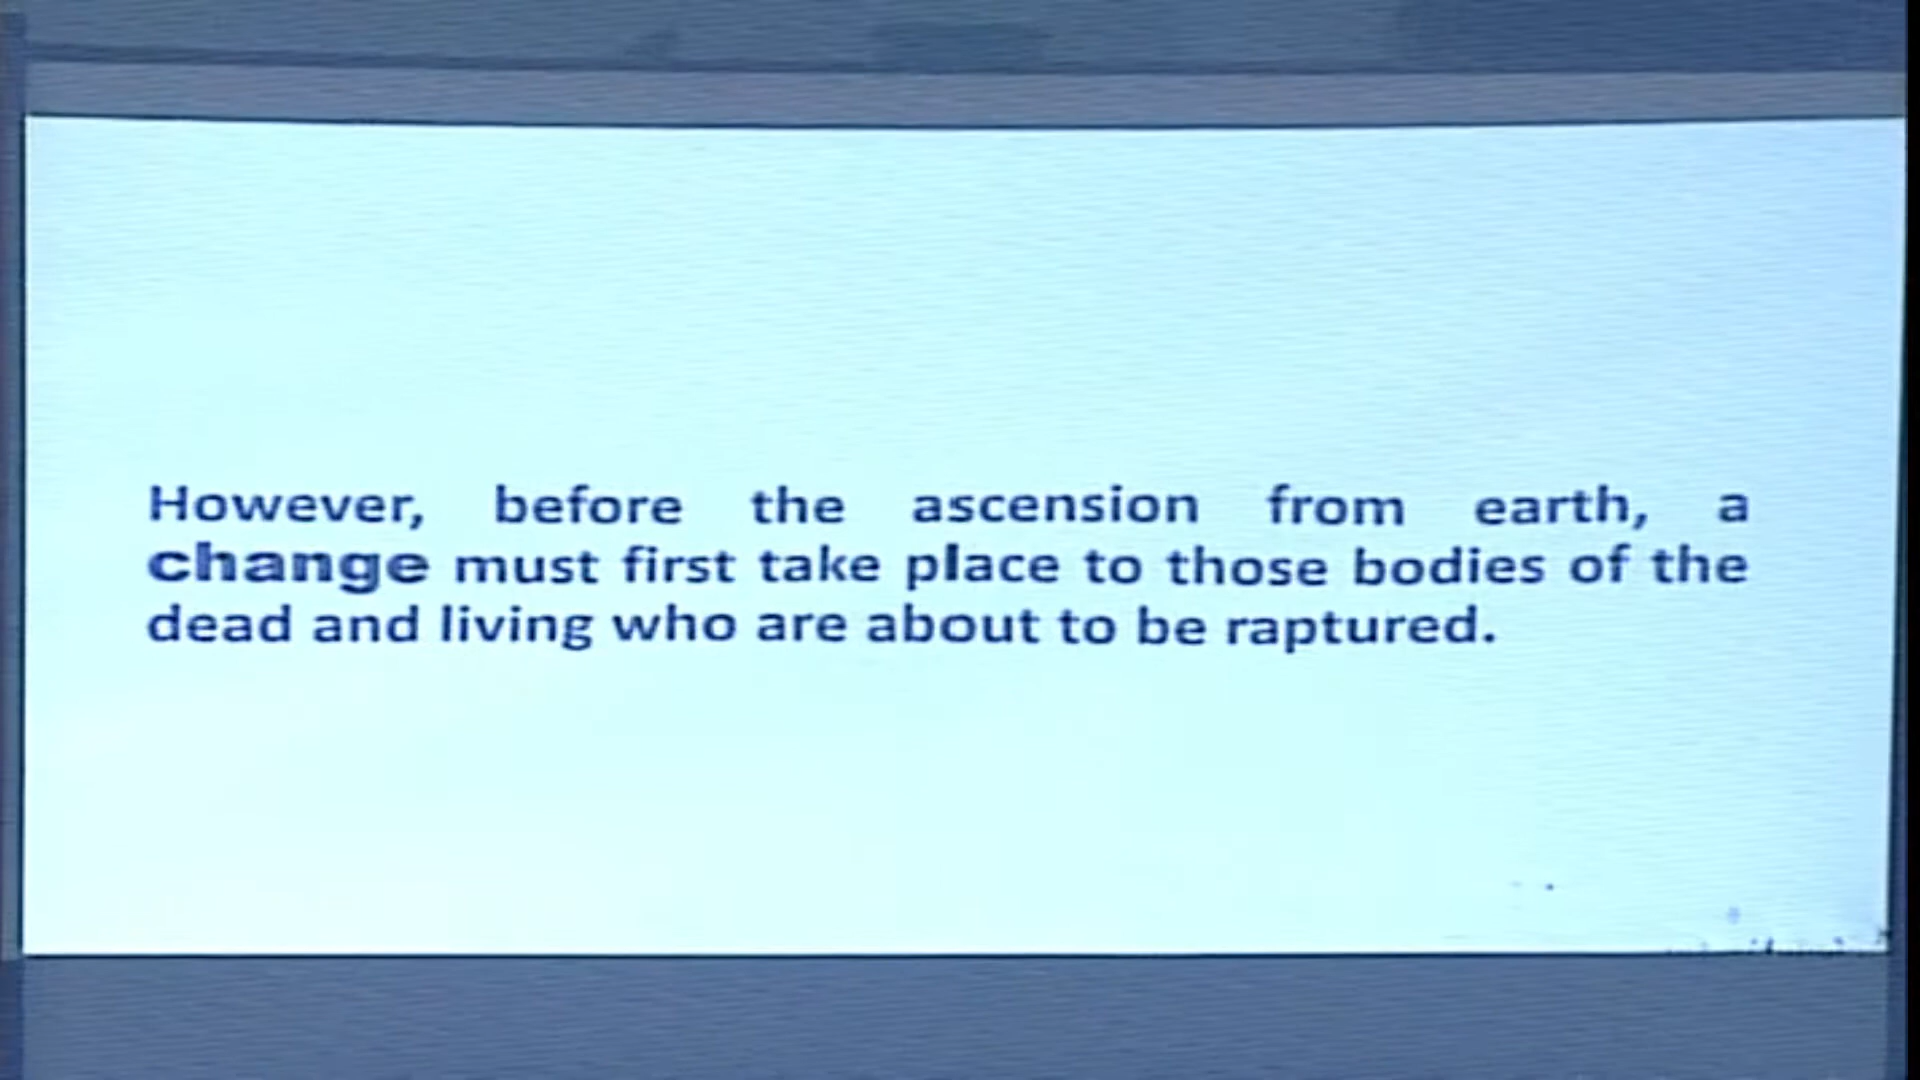 However, before the ascension from earth, a
change must first take place to those bodies of the
dead and living who are about to be raptured.